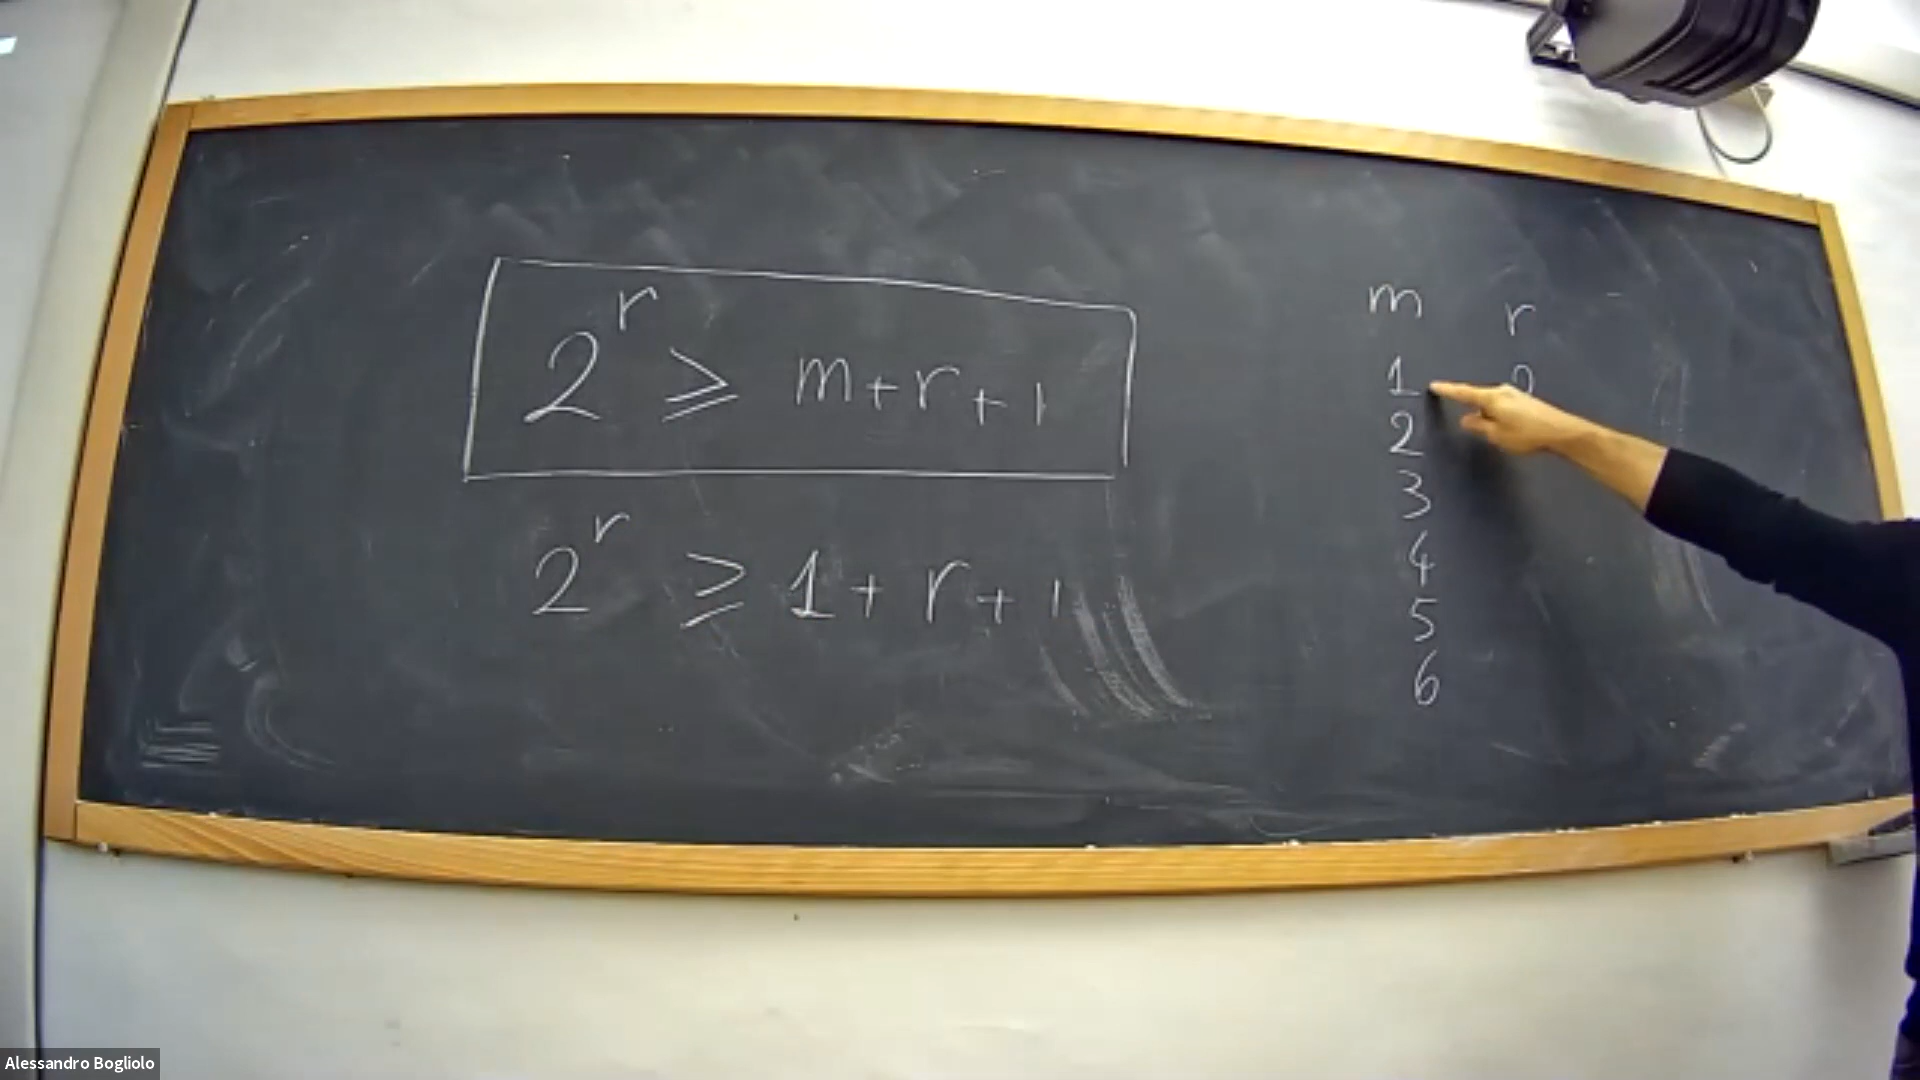 2^r ≥ m+r+1
2^r ≥ 1+r+1
m r
1
2
3
4
5
6
Alessandro Bogliolo